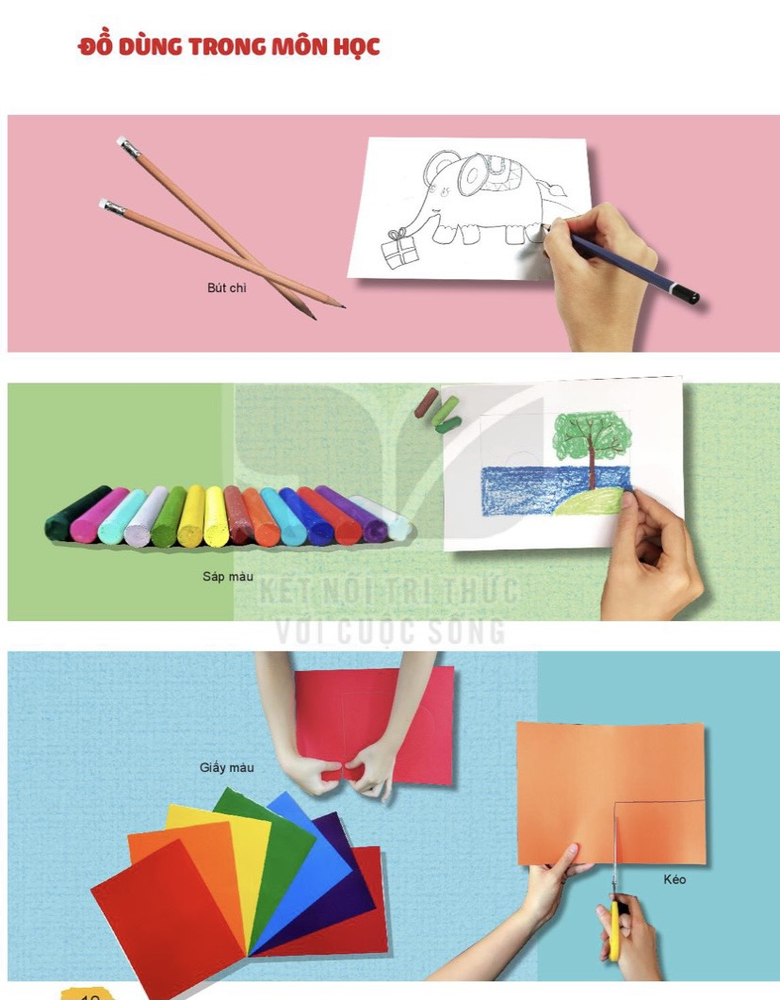 ĐỒ DÙNG TRONG MÔN HỌC
Bút chì
Sáp màu
KẾT NỐI TRI THỨC
VỚI CUỘC SỐNG
Giấy màu
Kéo